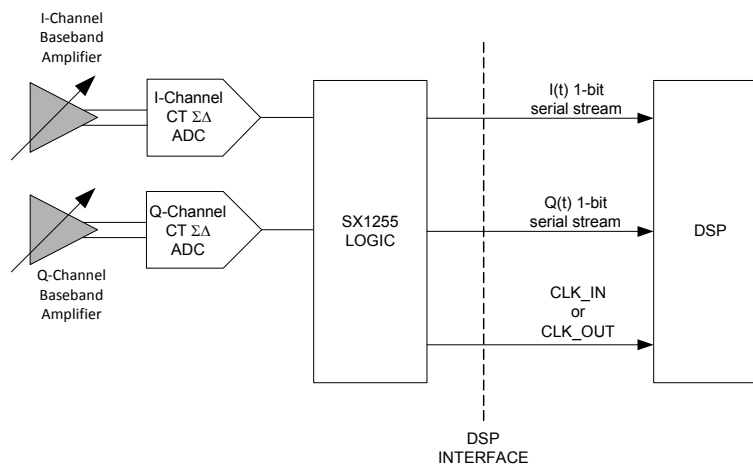 I-Channel
Baseband
Amplifier
I-Channel
CT ΣΔ
ADC
I(t) 1-bit
serial stream
Q-Channel
CT ΣΔ
ADC
Q-Channel
Baseband
Amplifier
SX1255
LOGIC
Q(t) 1-bit
serial stream
DSP
CLK_IN
or
CLK_OUT
DSP
INTERFACE